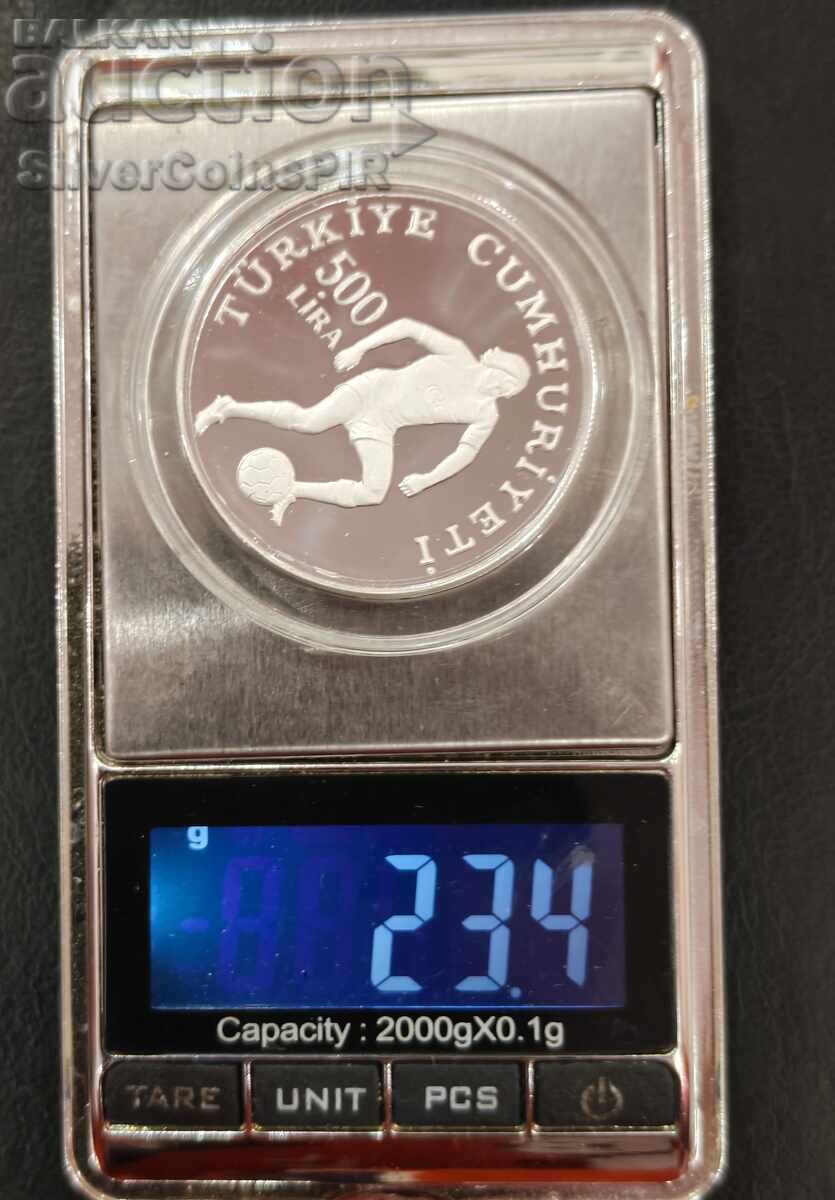 BALKAN
auction
SilverCoinsPIR
TÜRKİYE CUMHURİYETİ
500
LİRA
g
23.4
Capacity : 2000gX0.1g
TARE UNIT PCS